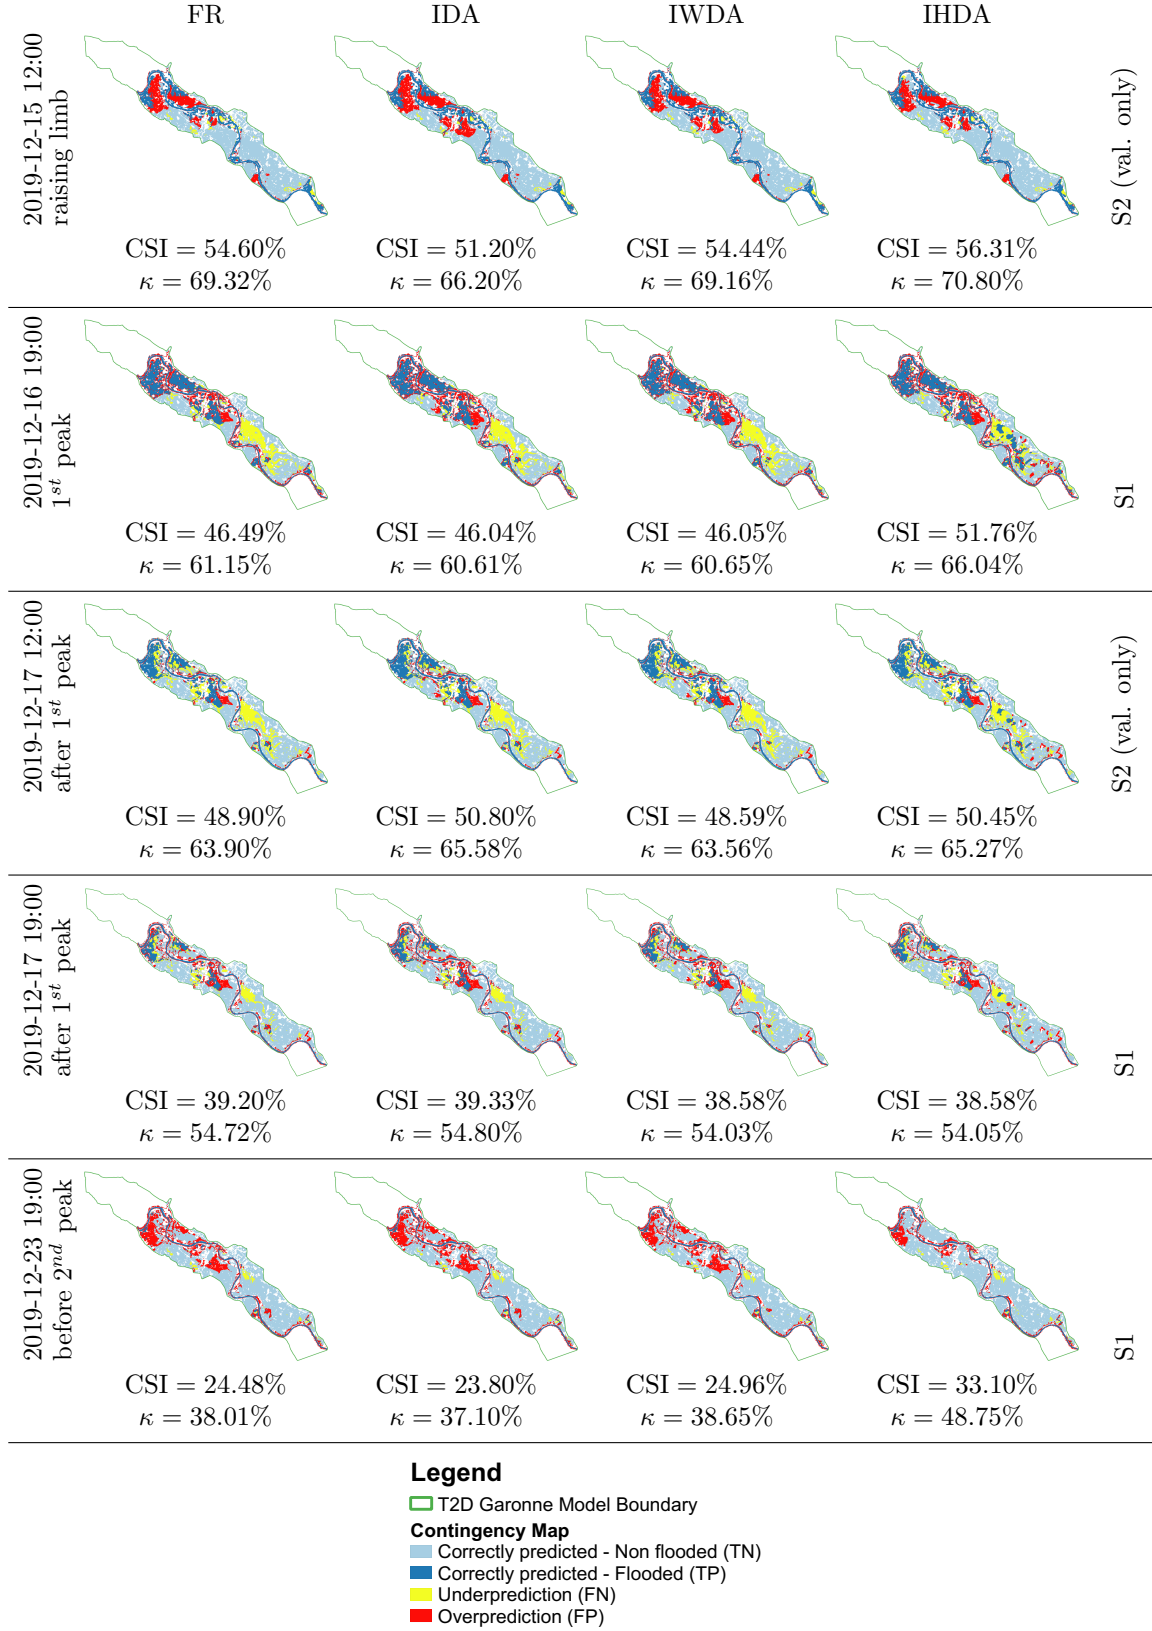 FR IDA IWDA IHDA
2019-12-15 12:00
raising limb
S2 (val. only)
CSI = 54.60% CSI = 51.20% CSI = 54.44% CSI = 56.31%
κ = 69.32% κ = 66.20% κ = 69.16% κ = 70.80%
2019-12-16 19:00
1st peak
S1
CSI = 46.49% CSI = 46.04% CSI = 46.05% CSI = 51.76%
κ = 61.15% κ = 60.61% κ = 60.65% κ = 66.04%
2019-12-17 12:00
after 1st peak
S2 (val. only)
CSI = 48.90% CSI = 50.80% CSI = 48.59% CSI = 50.45%
κ = 63.90% κ = 65.58% κ = 63.56% κ = 65.27%
2019-12-17 19:00
after 1st peak
S1
CSI = 39.20% CSI = 39.33% CSI = 38.58% CSI = 38.58%
κ = 54.72% κ = 54.80% κ = 54.03% κ = 54.05%
2019-12-23 19:00
before 2nd peak
S1
CSI = 24.48% CSI = 23.80% CSI = 24.96% CSI = 33.10%
κ = 38.01% κ = 37.10% κ = 38.65% κ = 48.75%
Legend
T2D Garonne Model Boundary
Contingency Map
Correctly predicted - Non flooded (TN)
Correctly predicted - Flooded (TP)
Underprediction (FN)
Overprediction (FP)